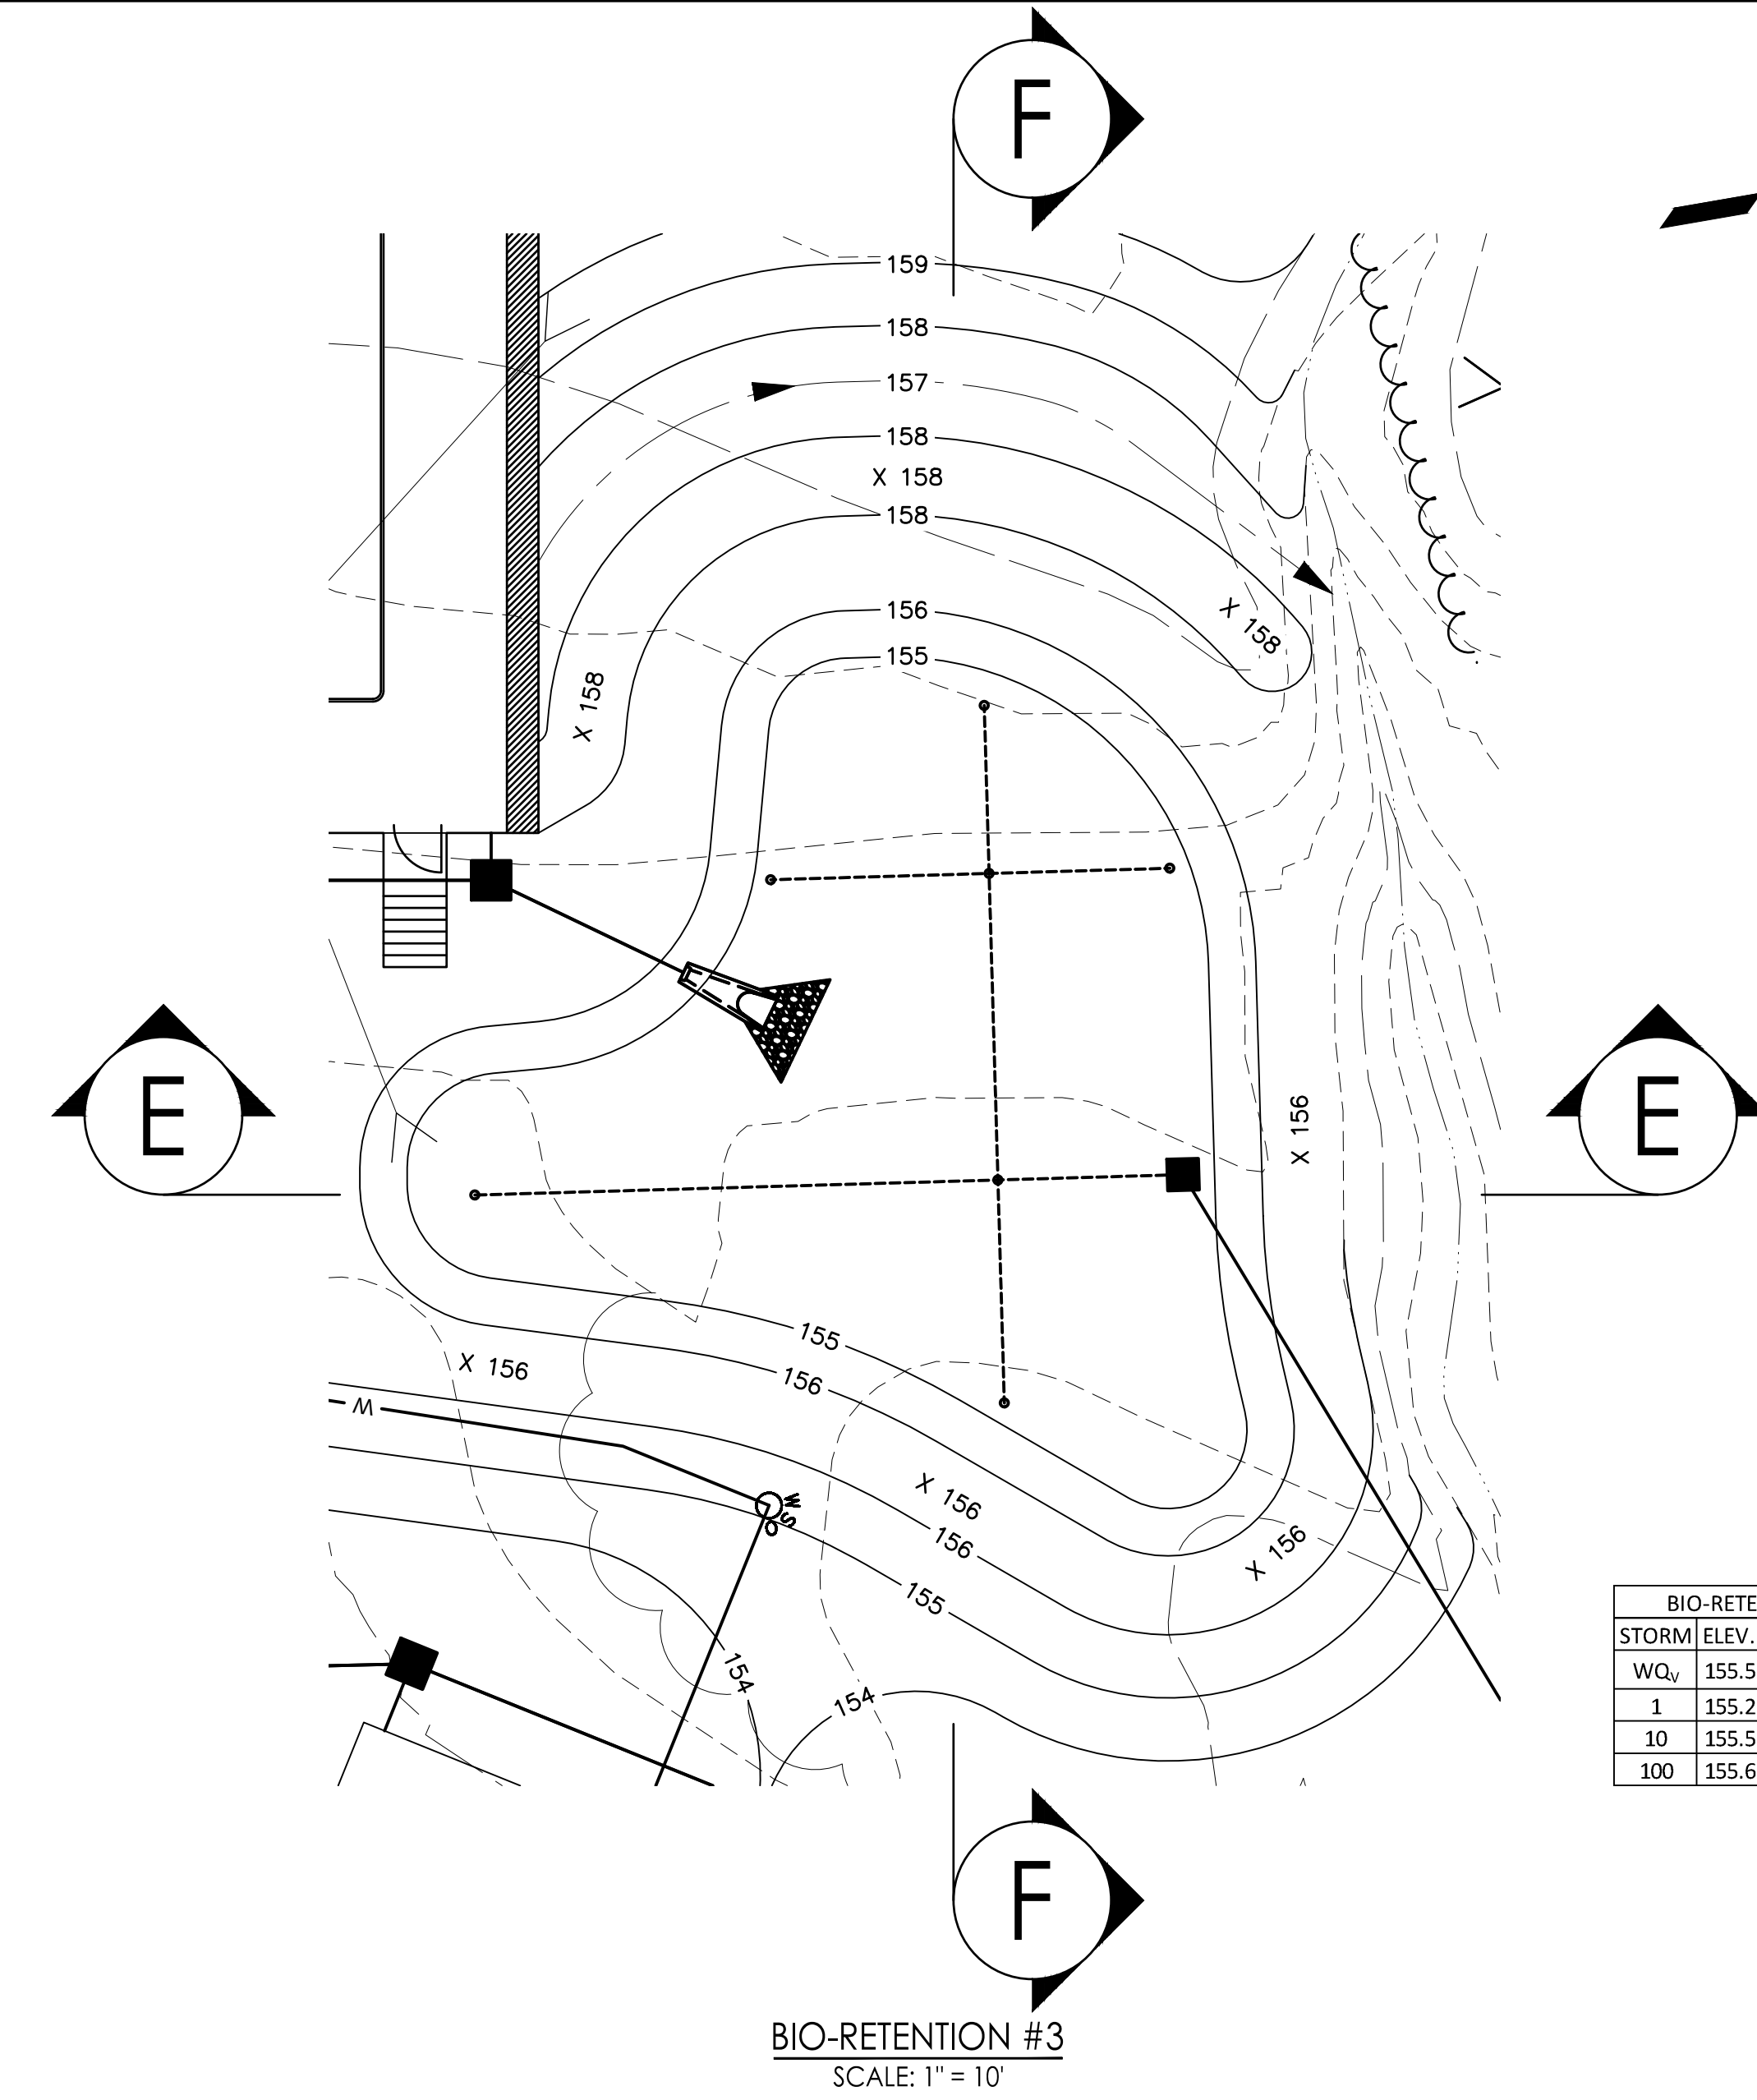 F
159
158
157
158
X 158
158
156
X 158
155
X 158
E
E
X 156
155
X 156
156
W
X 156
156
X 156
WSO
155
154
154
BIO-RETE
STORM ELEV.
WQV 155.5
1 155.2
10 155.5
100 155.6
F
BIO-RETENTION #3
SCALE: 1" = 10'